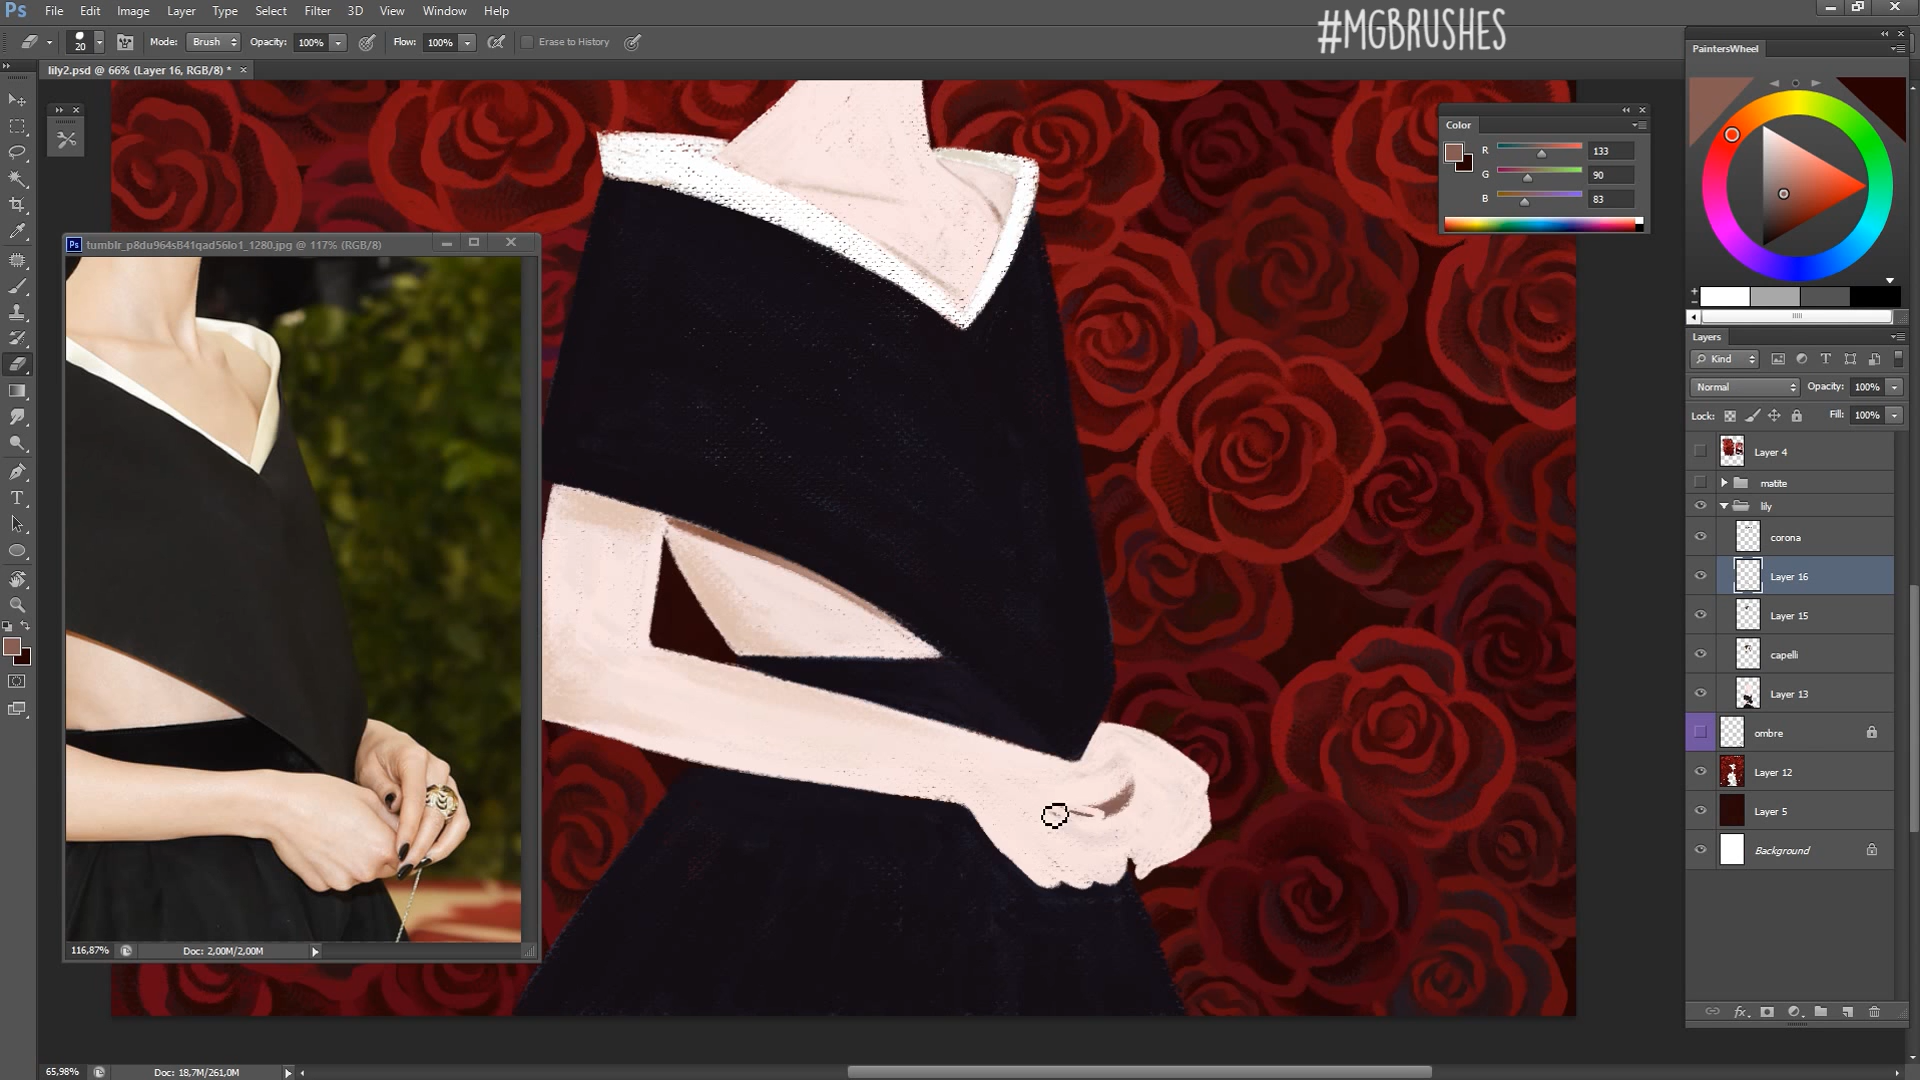 Ps File Edit Image Layer Type Select Filter 3D View Window Help
#MGBRUSHES
20 Mode: Brush Opacity: 100% Flow: 100% Erase to History
PaintersWheel
lily2.psd @ 66% (Layer 16, RGB/8) *
Color
R 133
G 90
B 83
Ps tumblr_p8du964sB41qad56lo1_1280.jpg @ 117% (RGB/8)
Layers
Kind
Normal Opacity: 100%
Lock: Fill: 100%
Layer 4
matite
lily
corona
Layer 16
Layer 15
capelli
Layer 13
ombre
Layer 12
Layer 5
Background
116,87% Doc: 2,00M/2,00M
65,98% Doc: 18,7M/261,0M